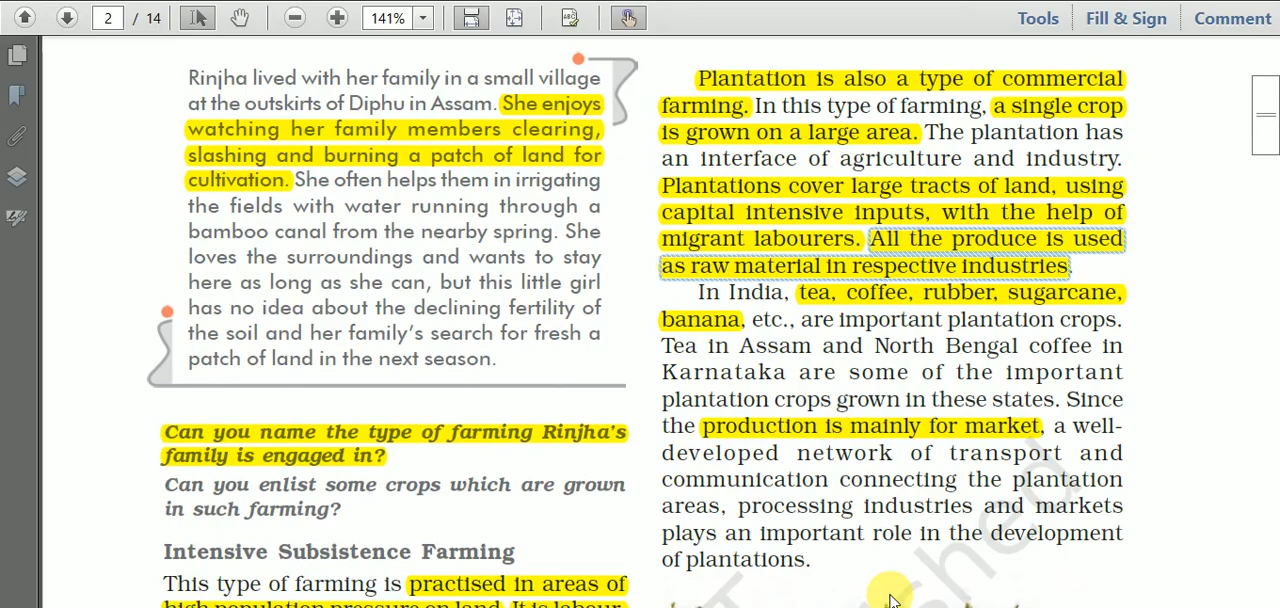 2 / 14
141%
Tools
Fill & Sign
Comment
Rinjha lived with her family in a small village
at the outskirts of Diphu in Assam. She enjoys
watching her family members clearing,
slashing and burning a patch of land for
cultivation. She often helps them in irrigating
the fields with water running through a
bamboo canal from the nearby spring. She
loves the surroundings and wants to stay
here as long as she can, but this little girl
has no idea about the declining fertility of
the soil and her family's search for fresh a
patch of land in the next season.
Can you name the type of farming Rinjha's
family is engaged in?
Can you enlist some crops which are grown
in such farming?
Intensive Subsistence Farming
This type of farming is practised in areas of
high population pressure on land. It is labour-
Plantation is also a type of commercial
farming. In this type of farming, a single crop
is grown on a large area. The plantation has
an interface of agriculture and industry.
Plantations cover large tracts of land, using
capital intensive inputs, with the help of
migrant labourers. All the produce is used
as raw material in respective industries.
In India, tea, coffee, rubber, sugarcane,
banana, etc., are important plantation crops.
Tea in Assam and North Bengal coffee in
Karnataka are some of the important
plantation crops grown in these states. Since
the production is mainly for market, a well-
developed network of transport and
communication connecting the plantation
areas, processing industries and markets
plays an important role in the development
of plantations.